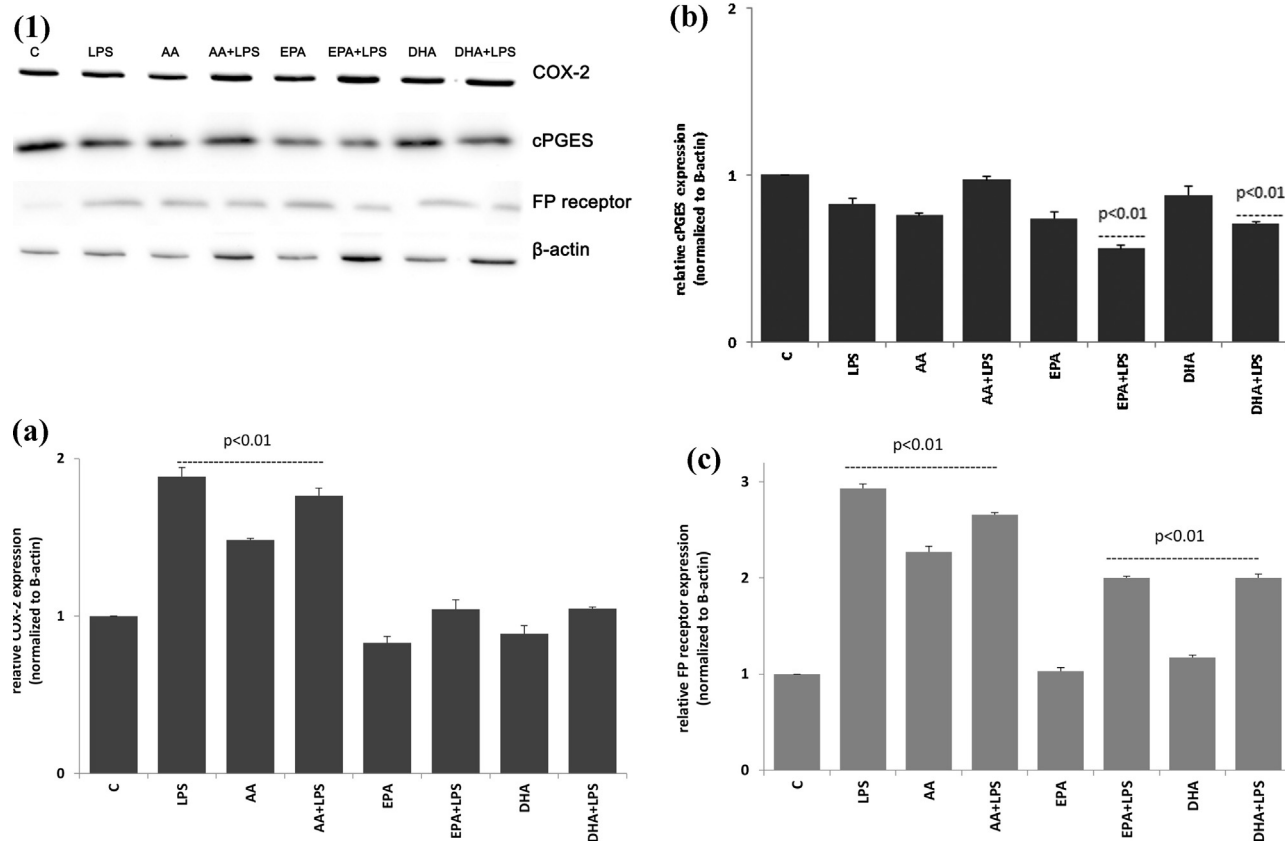 (1)
C LPS AA AA+LPS EPA EPA+LPS DHA DHA+LPS
COX-2
cPGES
FP receptor
β-actin
(b)
relative cPGES expression
(normalized to B-actin)
2
1
0
p<0.01
p<0.01
C LPS AA AA+LPS EPA EPA+LPS DHA DHA+LPS
(a)
relative COX-2 expression
(normalized to B-actin)
2
1
0
p<0.01
C LPS AA AA+LPS EPA EPA+LPS DHA DHA+LPS
(c)
relative FP receptor expression
(normalized to B-actin)
3
2
1
0
p<0.01
p<0.01
C LPS AA AA+LPS EPA EPA+LPS DHA DHA+LPS